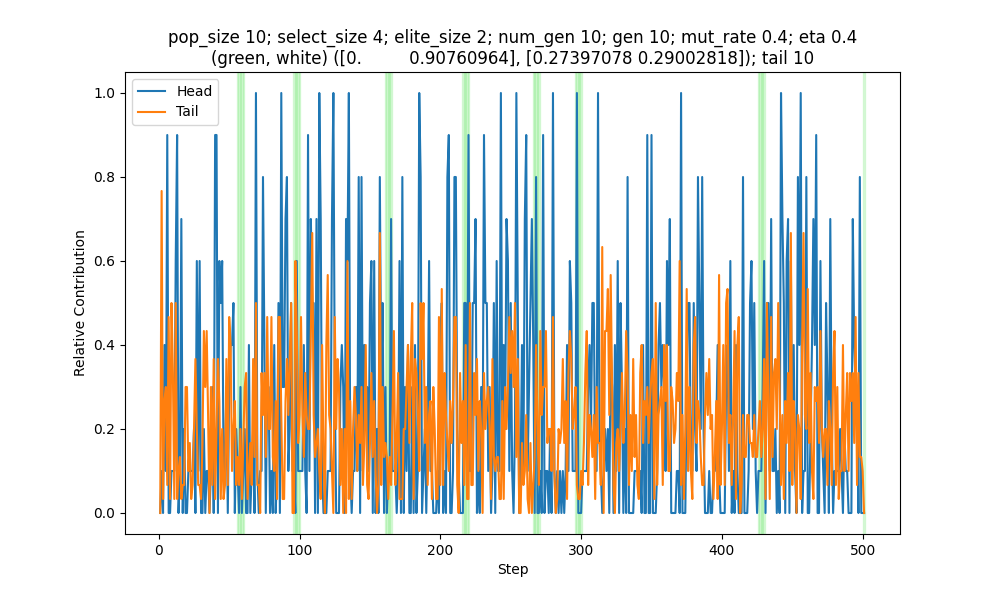 pop_size 10; select_size 4; elite_size 2; num_gen 10; gen 10; mut_rate 0.4; eta 0.4
(green, white) ([0.         0.90760964], [0.27397078 0.29002818]); tail 10
Head
Tail
1.0
0.8
0.6
0.4
0.2
0.0
Relative Contribution
0 100 200 300 400 500
Step